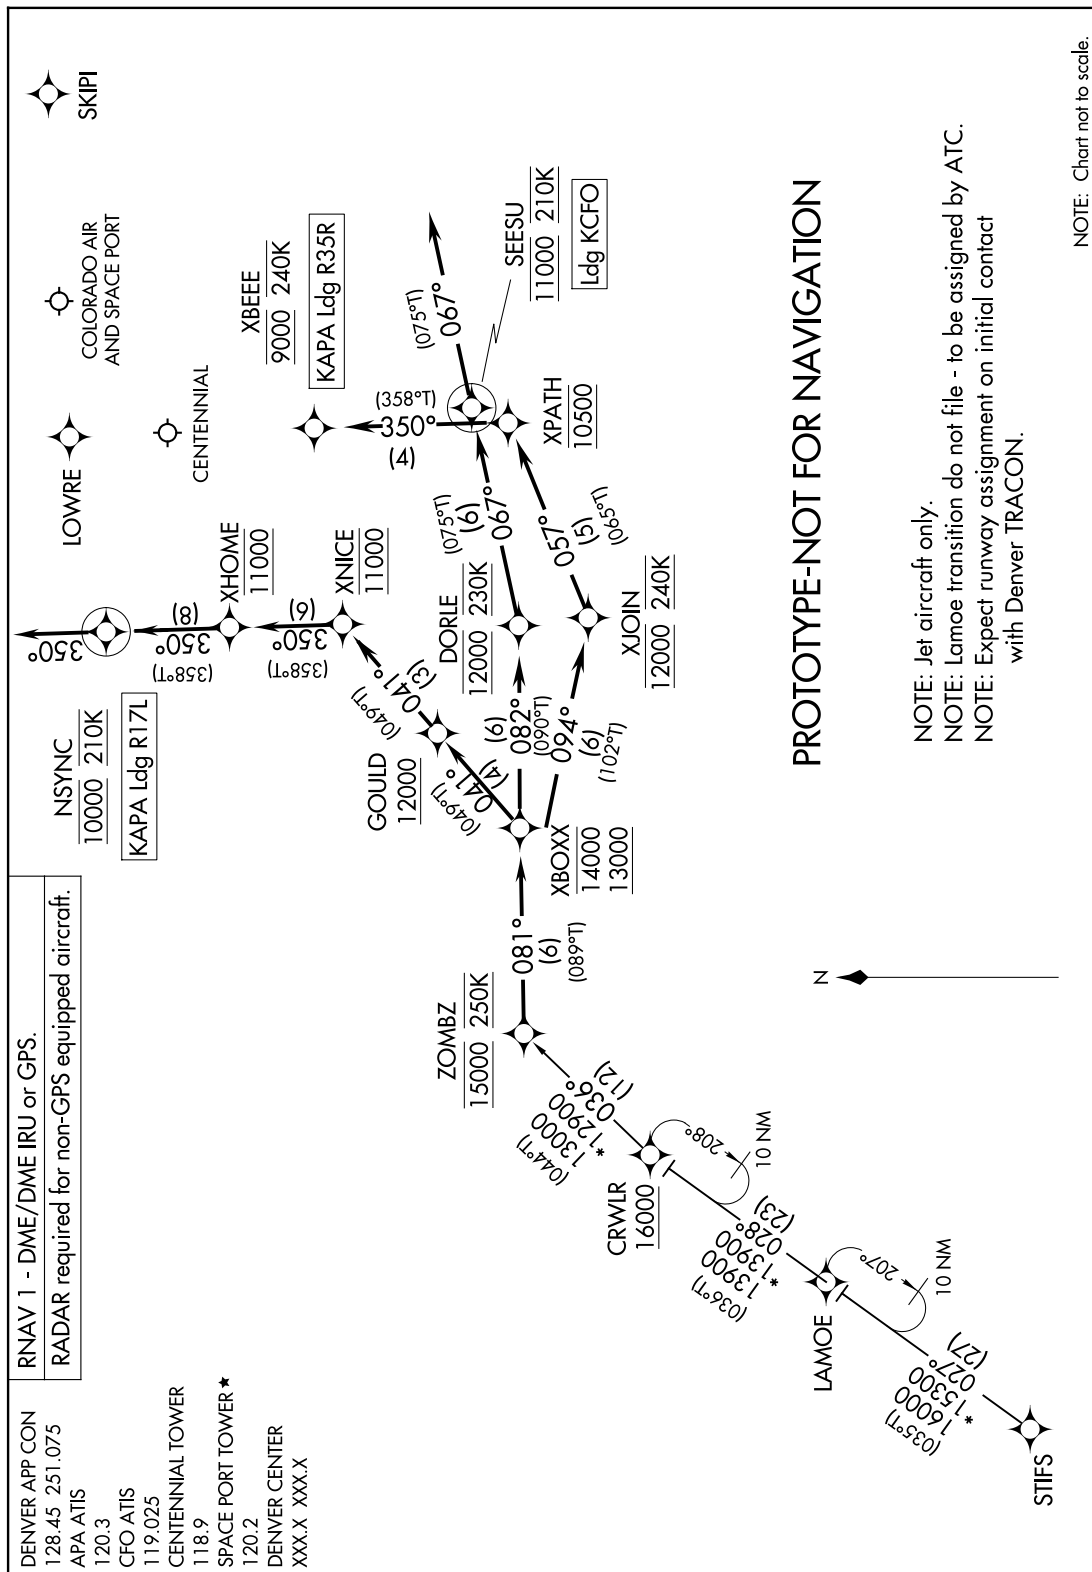 DENVER APP CON
128.45 251.075
APA ATIS
120.3
CFO ATIS
119.025
CENTENNIAL TOWER
118.9
SPACE PORT TOWER★
120.2
DENVER CENTER
XXX.X XXX.X
RNAV 1 - DME/DME IRU or GPS.
RADAR required for non-GPS equipped aircraft.
SKIPI
COLORADO AIR
AND SPACE PORT
LOWRE
CENTENNIAL
350°
NSYNC
10000 210K
KAPA Ldg R17L
(8)
350°
(358°T)
XHOME
11000
(6)
350°
(358°T)
XNICE
11000
XBEEE
9000 240K
KAPA Ldg R35R
(358°T)
350°
(4)
(075°T)
067°
SEESU
11000 210K
Ldg KCFO
XPATH
10500
(075°T)
(6)
067°
057°
(5)
(065°T)
DORLE
12000 230K
XJOIN
12000 240K
GOULD
12000
041°
(3)
(049°T)
041°
(4)
(049°T)
(6)
082°
(090°T)
094°
(6)
(102°T)
XBOXX
14000
13000
081°
(6)
(089°T)
ZOMBZ
15000 250K
(044°T)
13000
*12900
036°
(12)
CRWLR
16000
208°
10 NM
(036°T)
13900
*13900
028°
(23)
LAMOE
207°
10 NM
(035°T)
16000
*15300
027°
(27)
STIFS
N
PROTOTYPE-NOT FOR NAVIGATION
NOTE: Jet aircraft only.
NOTE: Lamoe transition do not file - to be assigned by ATC.
NOTE: Expect runway assignment on initial contact
with Denver TRACON.
NOTE: Chart not to scale.